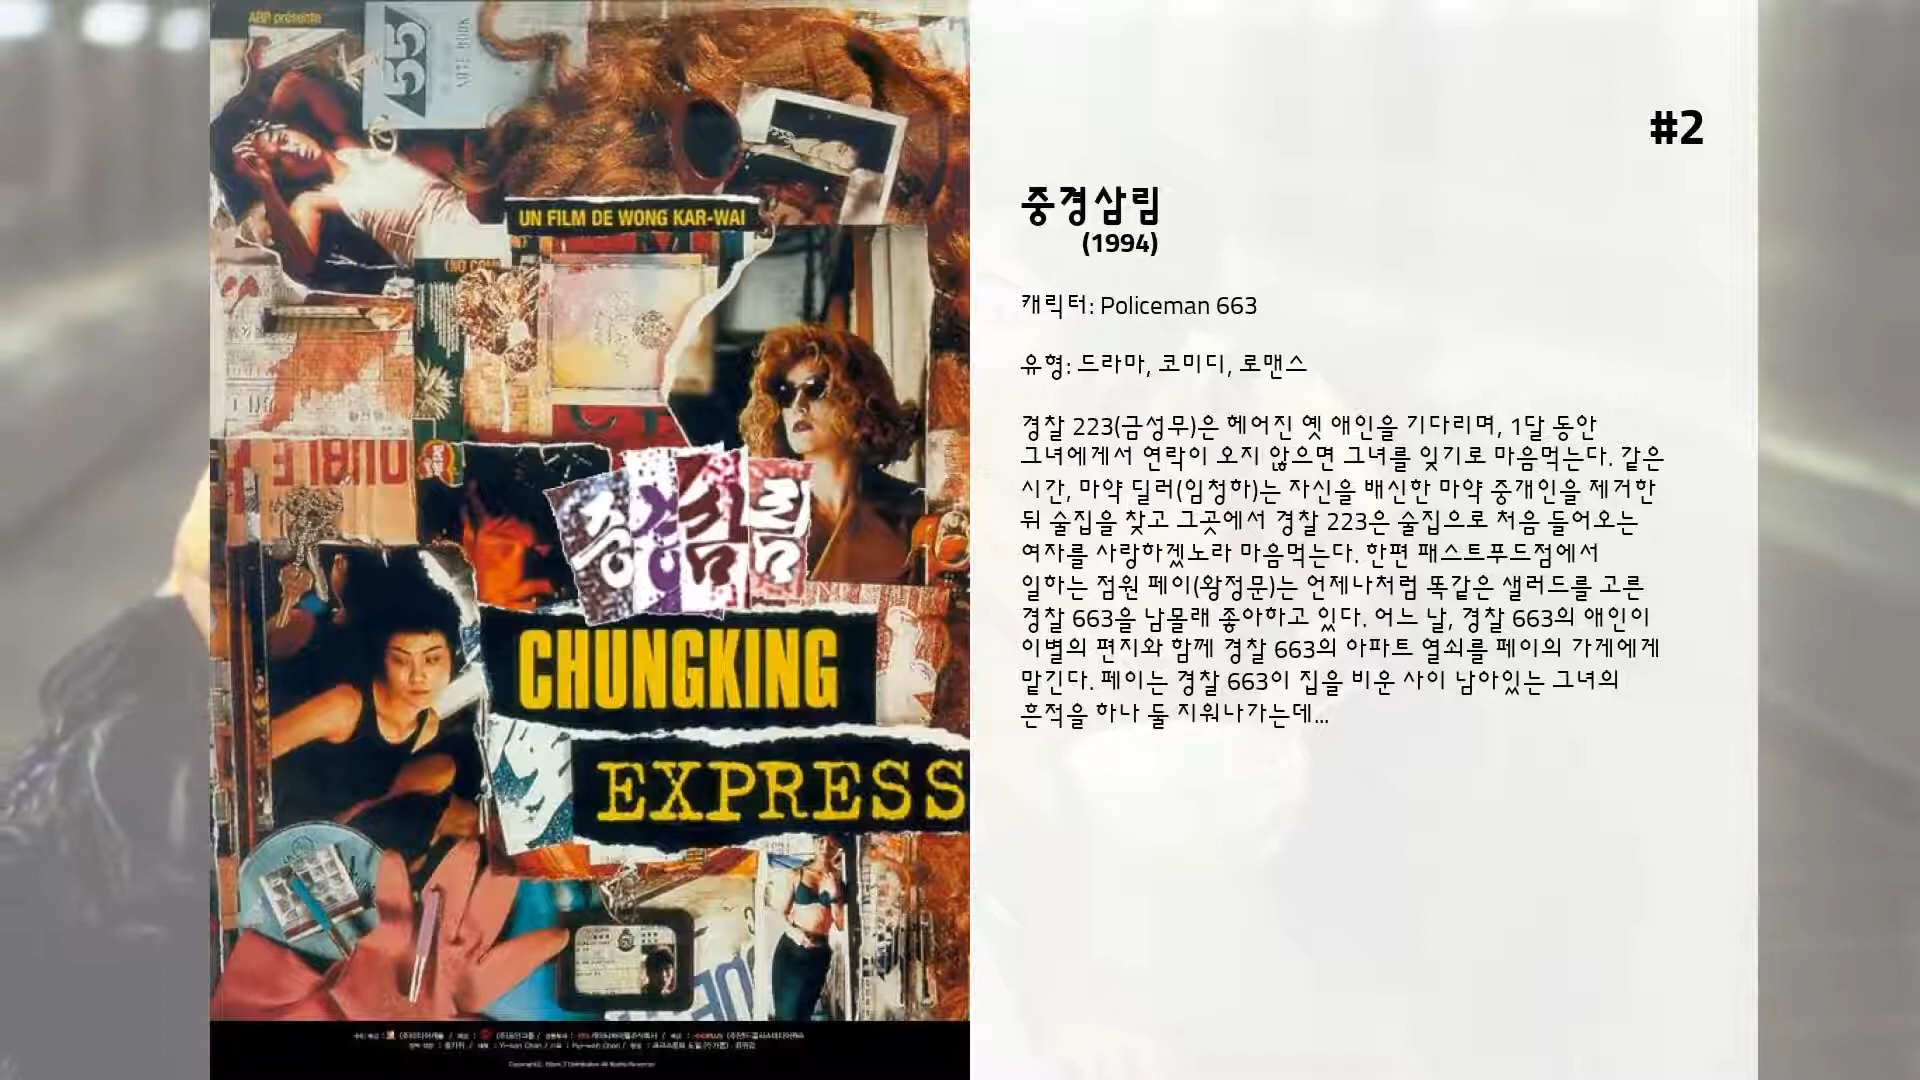 ARP présente
555
NOTE BOOK
UN FILM DE WONG KAR-WAI
중경삼림
CHUNGKING
EXPRESS
#2
중경삼림
(1994)
캐릭터: Policeman 663
유형: 드라마, 코미디, 로맨스
경찰 223(금성무)은 헤어진 옛 애인을 기다리며, 1달 동안
그녀에게서 연락이 오지 않으면 그녀를 잊기로 마음먹는다. 같은
시간, 마약 딜러(임청하)는 자신을 배신한 마약 중개인을 제거한
뒤 술집을 찾고 그곳에서 경찰 223은 술집으로 처음 들어오는
여자를 사랑하겠노라 마음먹는다. 한편 패스트푸드점에서
일하는 점원 페이(왕정문)는 언제나처럼 똑같은 샐러드를 고른
경찰 663을 남몰래 좋아하고 있다. 어느 날, 경찰 663의 애인이
이별의 편지와 함께 경찰 663의 아파트 열쇠를 페이의 가게에게
맡긴다. 페이는 경찰 663이 집을 비운 사이 남아있는 그녀의
흔적을 하나 둘 지워나가는데...